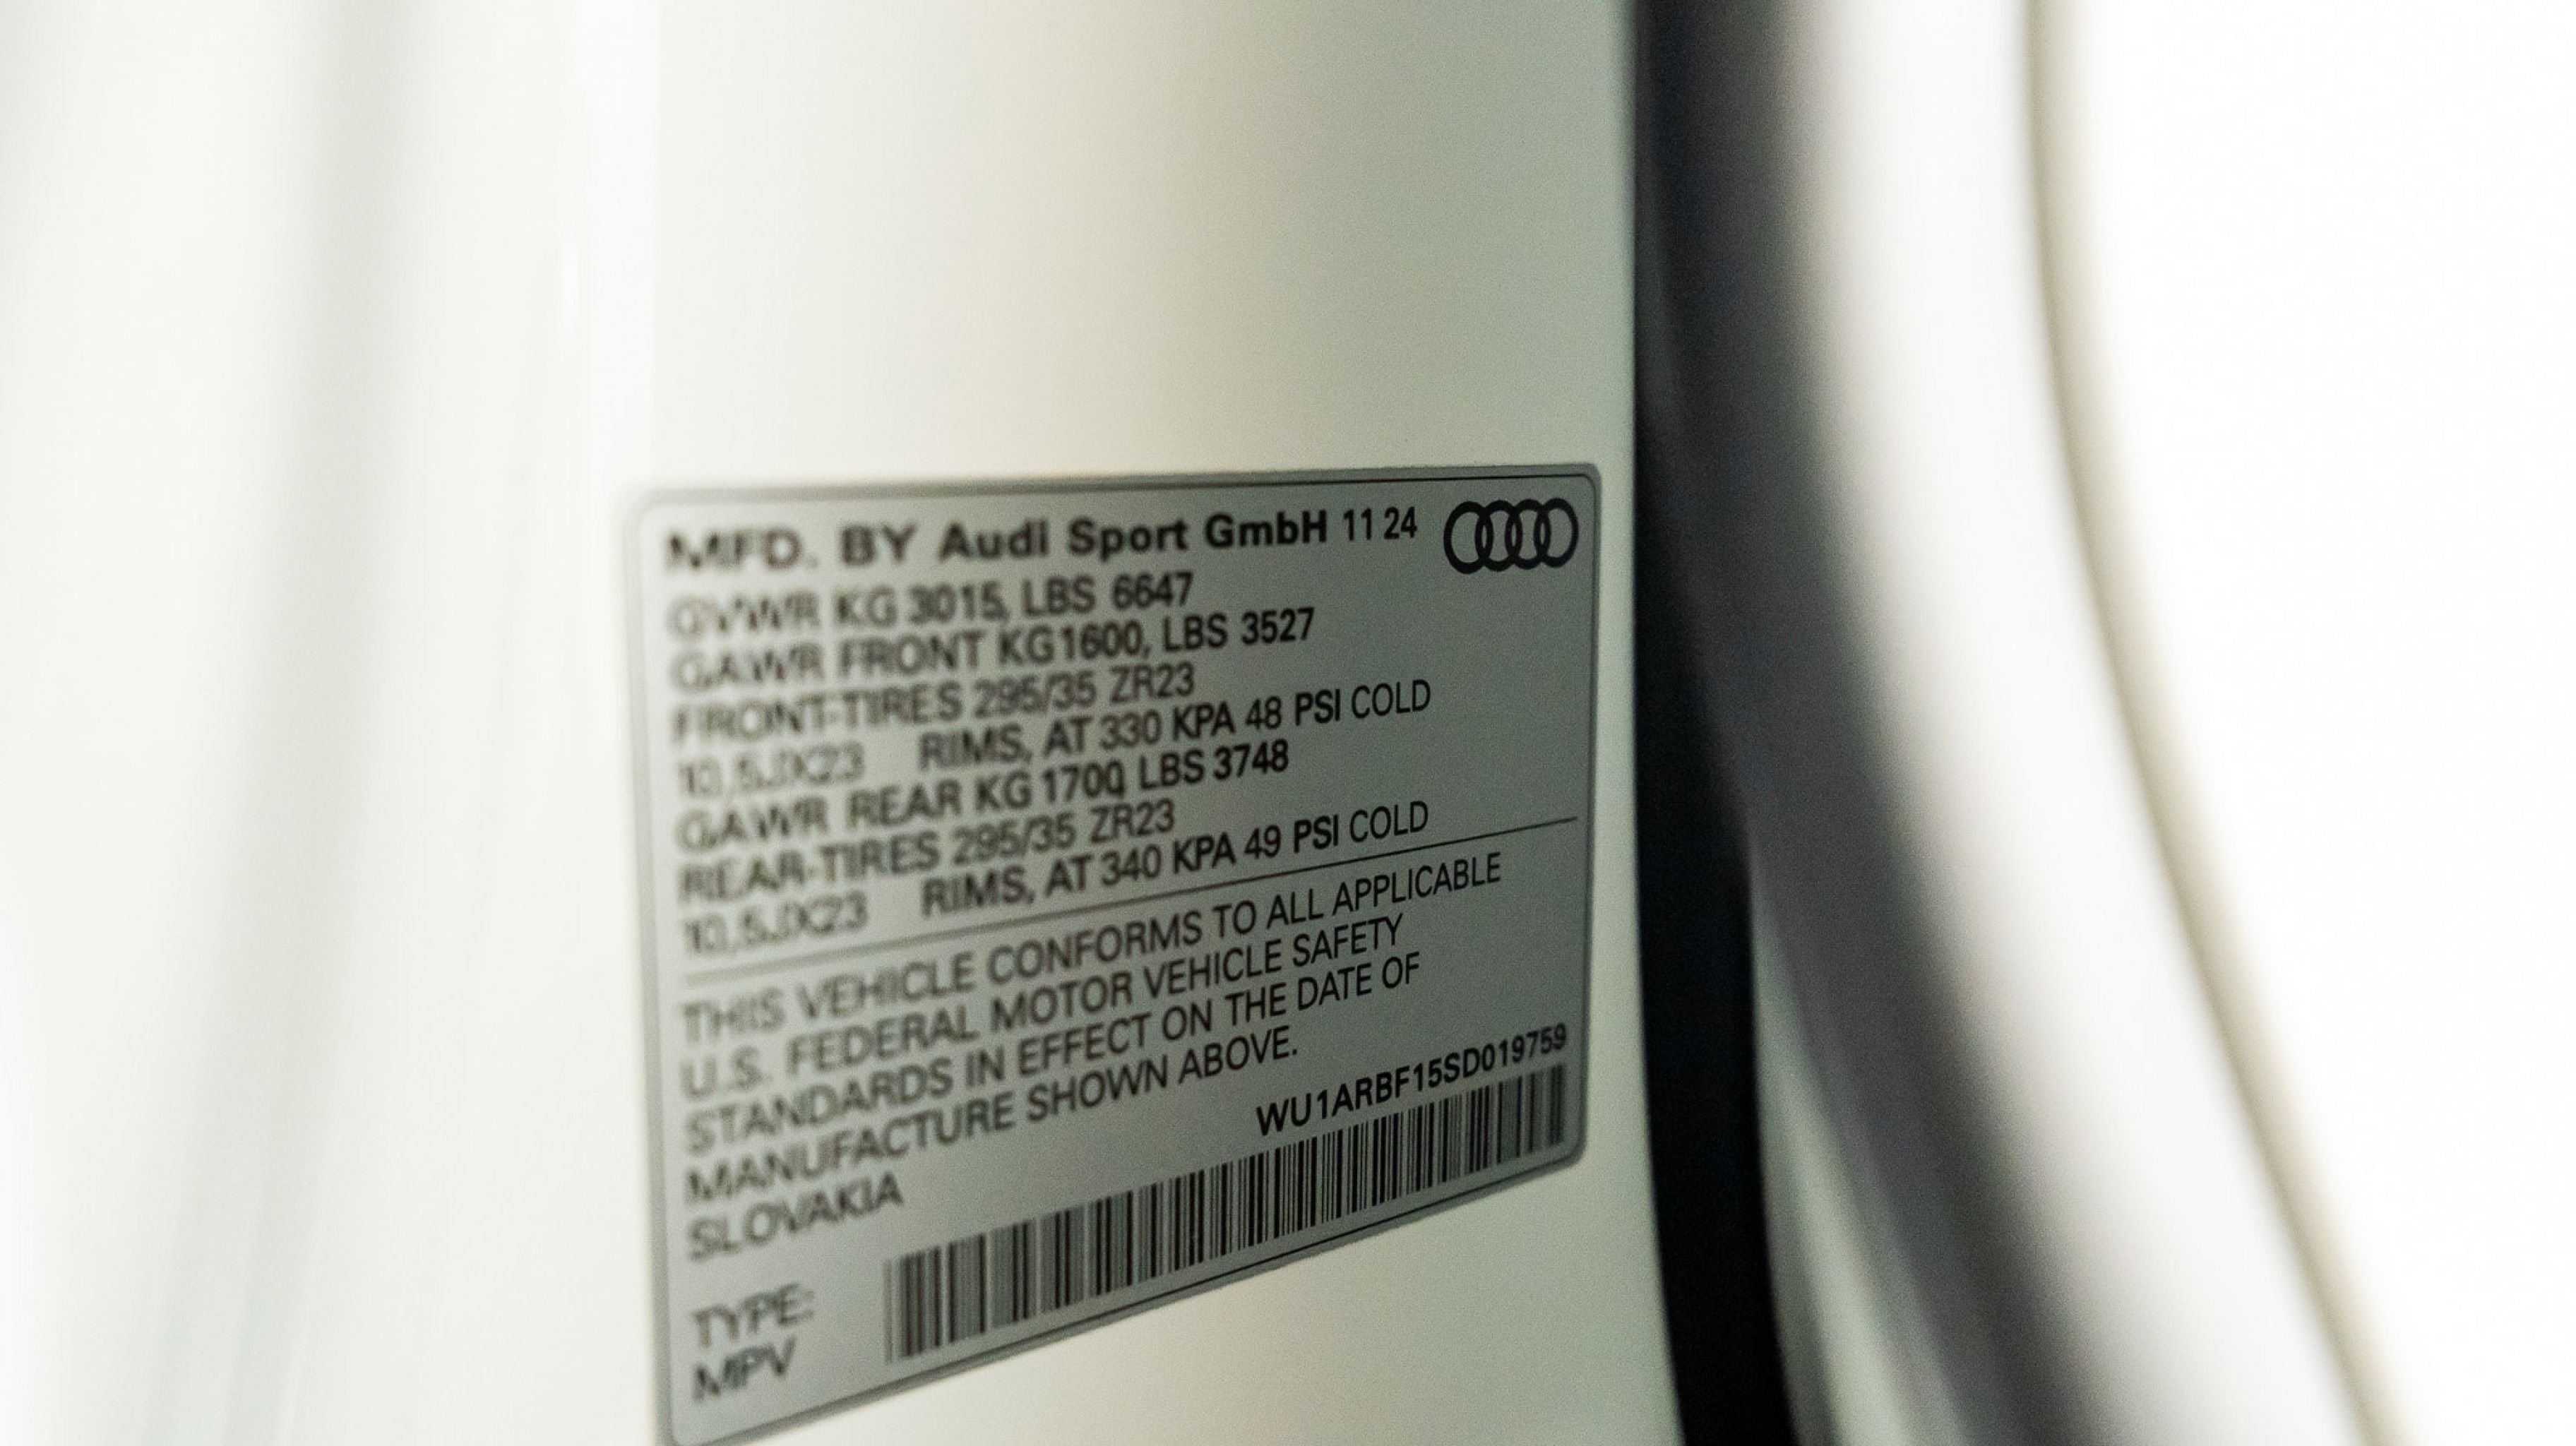 MFD. BY Audi Sport GmbH 11 24
GVWR KG 3015, LBS 6647
GAWR FRONT KG 1600, LBS 3527
FRONT-TIRES 295/35 ZR23
10,5JX23 RIMS, AT 330 KPA 48 PSI COLD
GAWR REAR KG 1700, LBS 3748
REAR-TIRES 295/35 ZR23
10,5JX23 RIMS, AT 340 KPA 49 PSI COLD
THIS VEHICLE CONFORMS TO ALL APPLICABLE
U.S. FEDERAL MOTOR VEHICLE SAFETY
STANDARDS IN EFFECT ON THE DATE OF
MANUFACTURE SHOWN ABOVE.
SLOVAKIA
WU1ARBF15SD019759
TYPE:
MPV